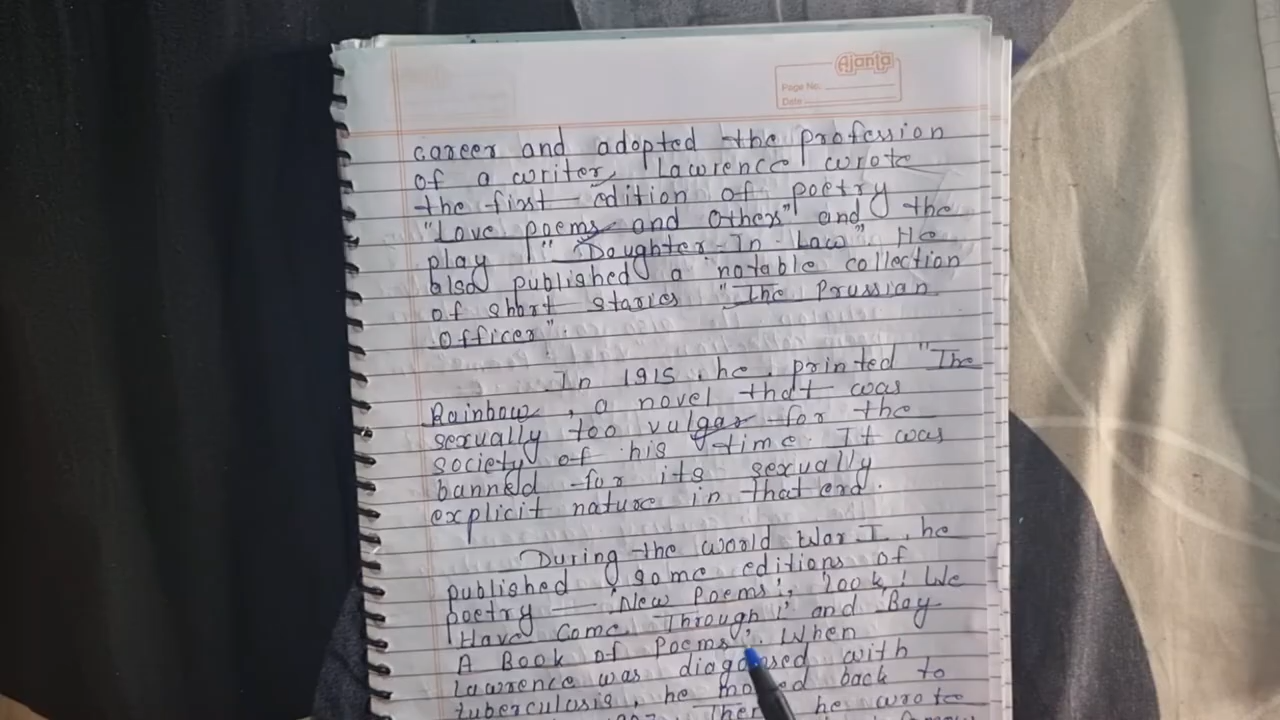 Ajanta
Page No.
Date
career and adopted the profession
of a writer. Lawrence wrote
the first edition of poetry
"Love poems and Others" and the
play "Doughter-In-Law". He
also published a notable collection
of short stories "The Prussian
Officer".
In 1915, he printed "The
Rainbow, a novel that was
sexually too vulgar for the
society of his time. It was
banned for its sexually
explicit nature in that era.
During the world War I, he
published some editions of
poetry — 'New Poems', 'Look! We
Have Come Through!' and 'Bay
A Book of Poems'. When
Lawrence was diagonsed with
tuberculosis, he moved back to
he wrote